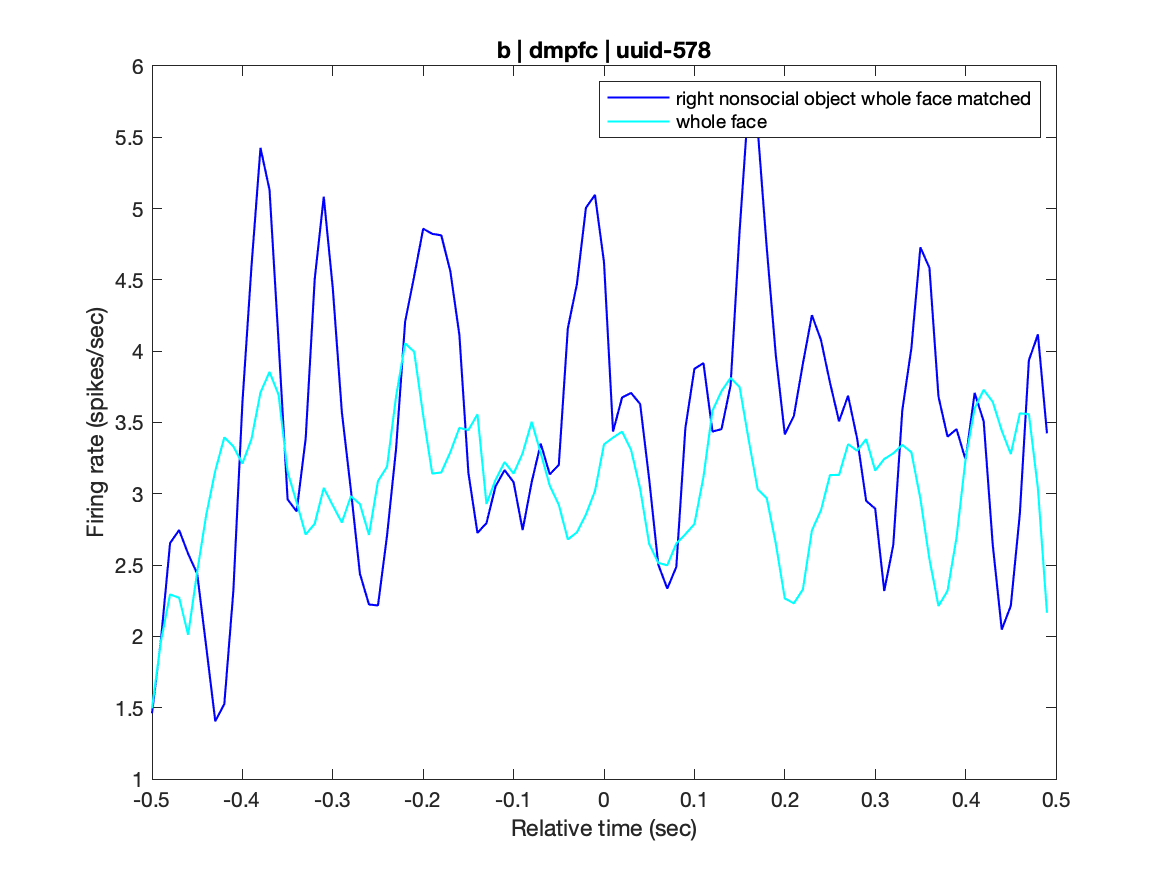 b | dmpfc | uuid-578
right nonsocial object whole face matched
whole face
6
5.5
5
4.5
4
3.5
3
2.5
2
1.5
1
Firing rate (spikes/sec)
-0.5 -0.4 -0.3 -0.2 -0.1 0 0.1 0.2 0.3 0.4 0.5
Relative time (sec)